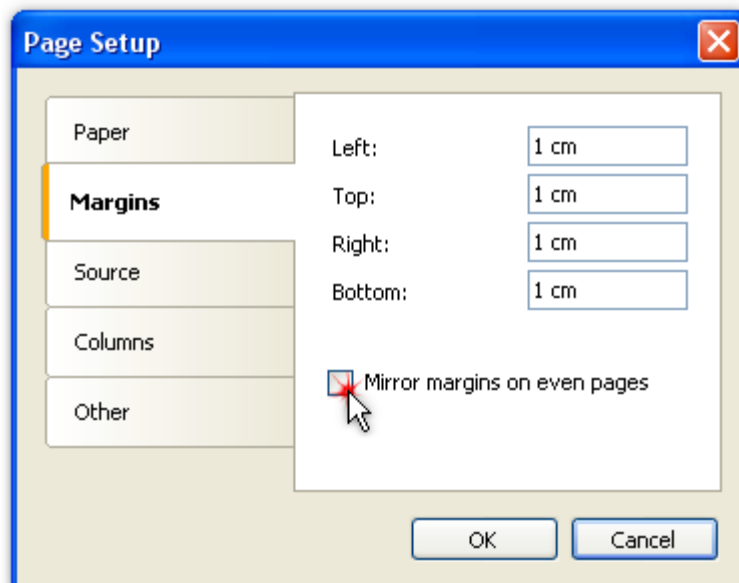 Page Setup
Paper
Margins
Source
Columns
Other
Left: 1 cm
Top: 1 cm
Right: 1 cm
Bottom: 1 cm
Mirror margins on even pages
OK Cancel